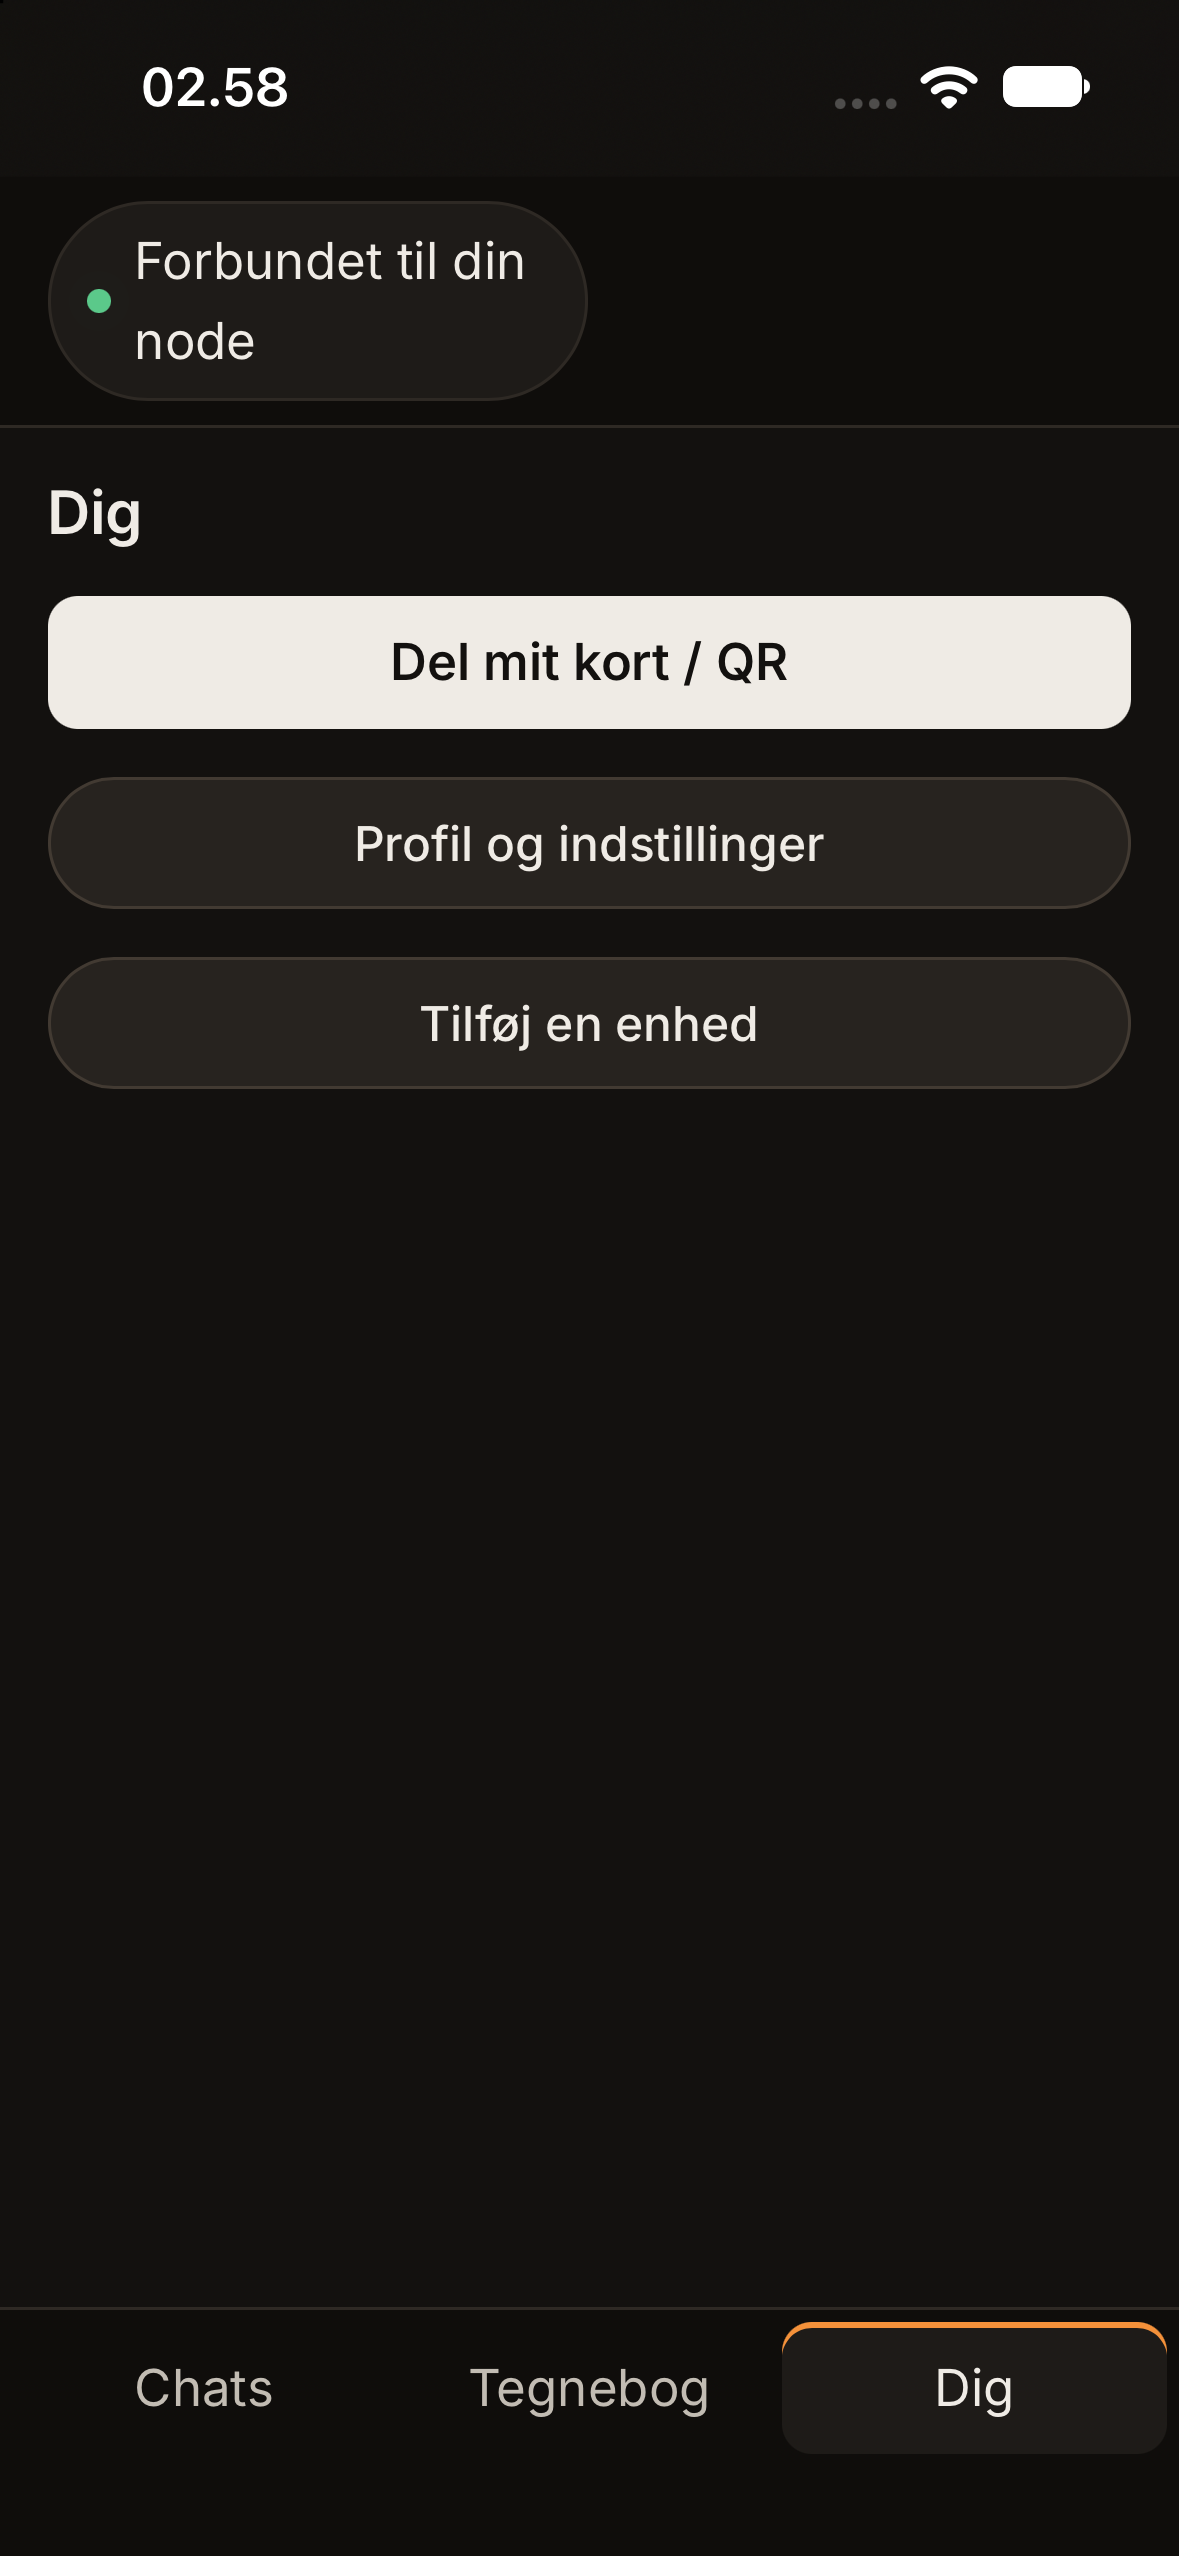 02.58
Forbundet til din
node
Dig
Del mit kort / QR
Profil og indstillinger
Tilføj en enhed
Chats
Tegnebog
Dig